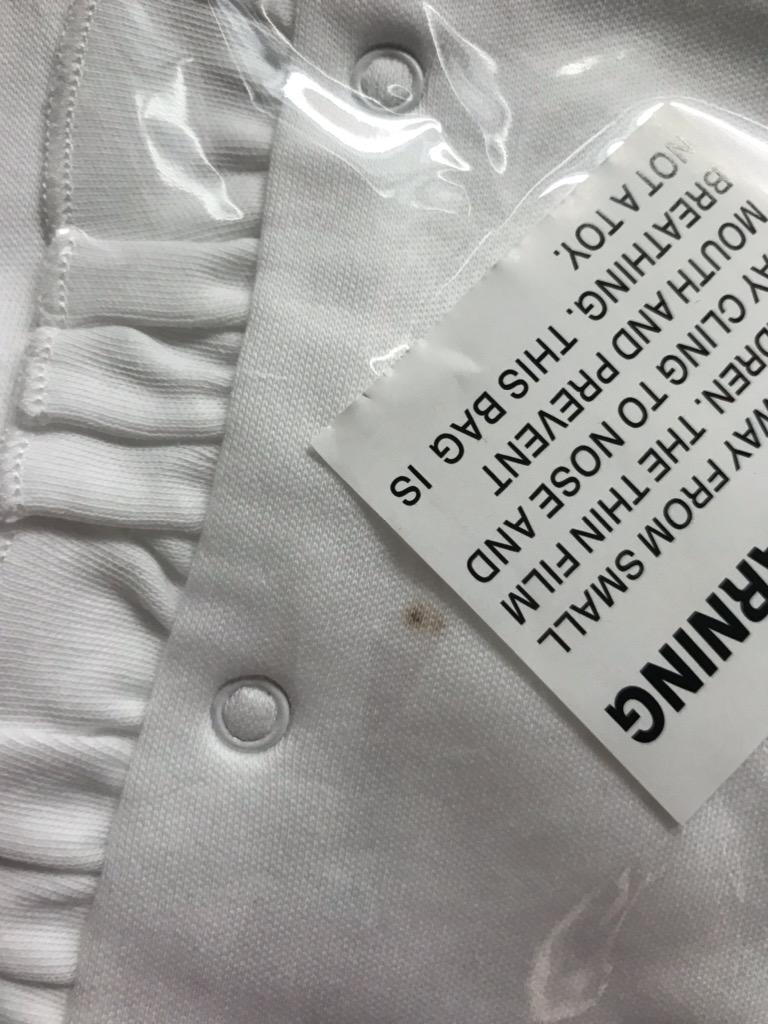 ARNING
WAY FROM SMALL
DREN. THE THIN FILM
AY CLING TO NOSE AND
MOUTH AND PREVENT
BREATHING. THIS BAG IS
NOT A TOY.